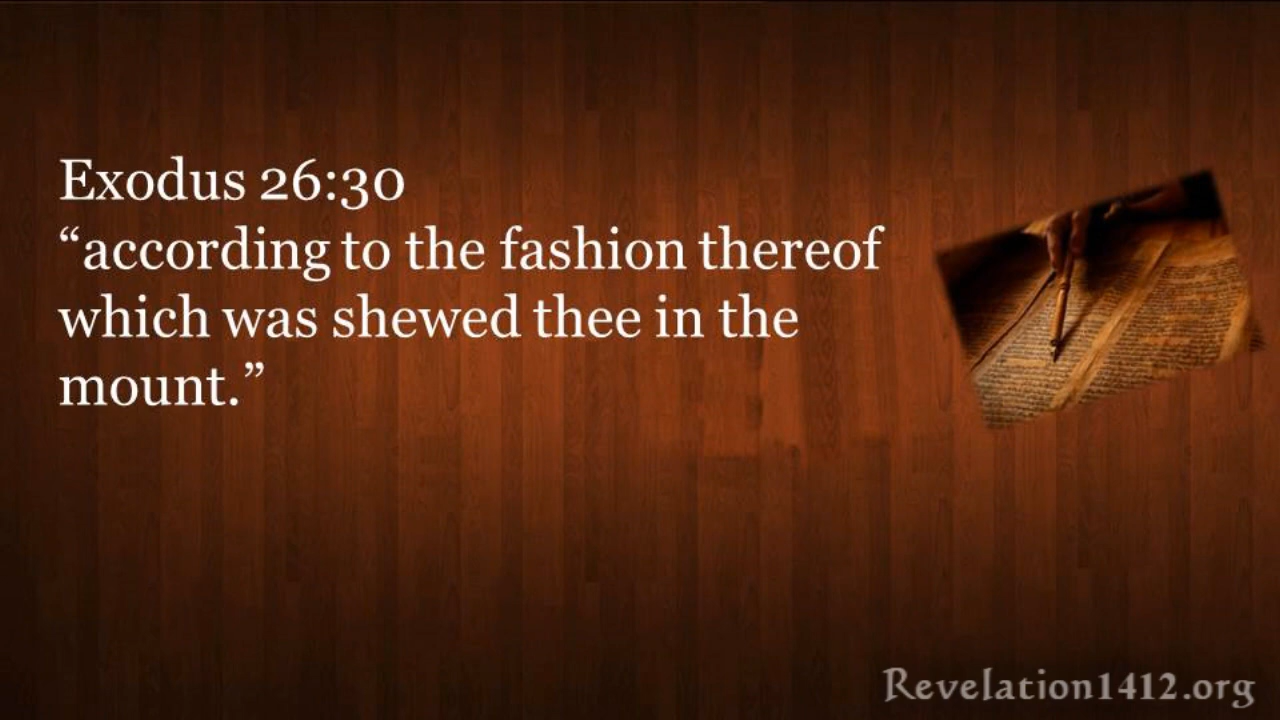 Exodus 26:30
“according to the fashion thereof
which was shewed thee in the
mount.”
Revelation1412.org